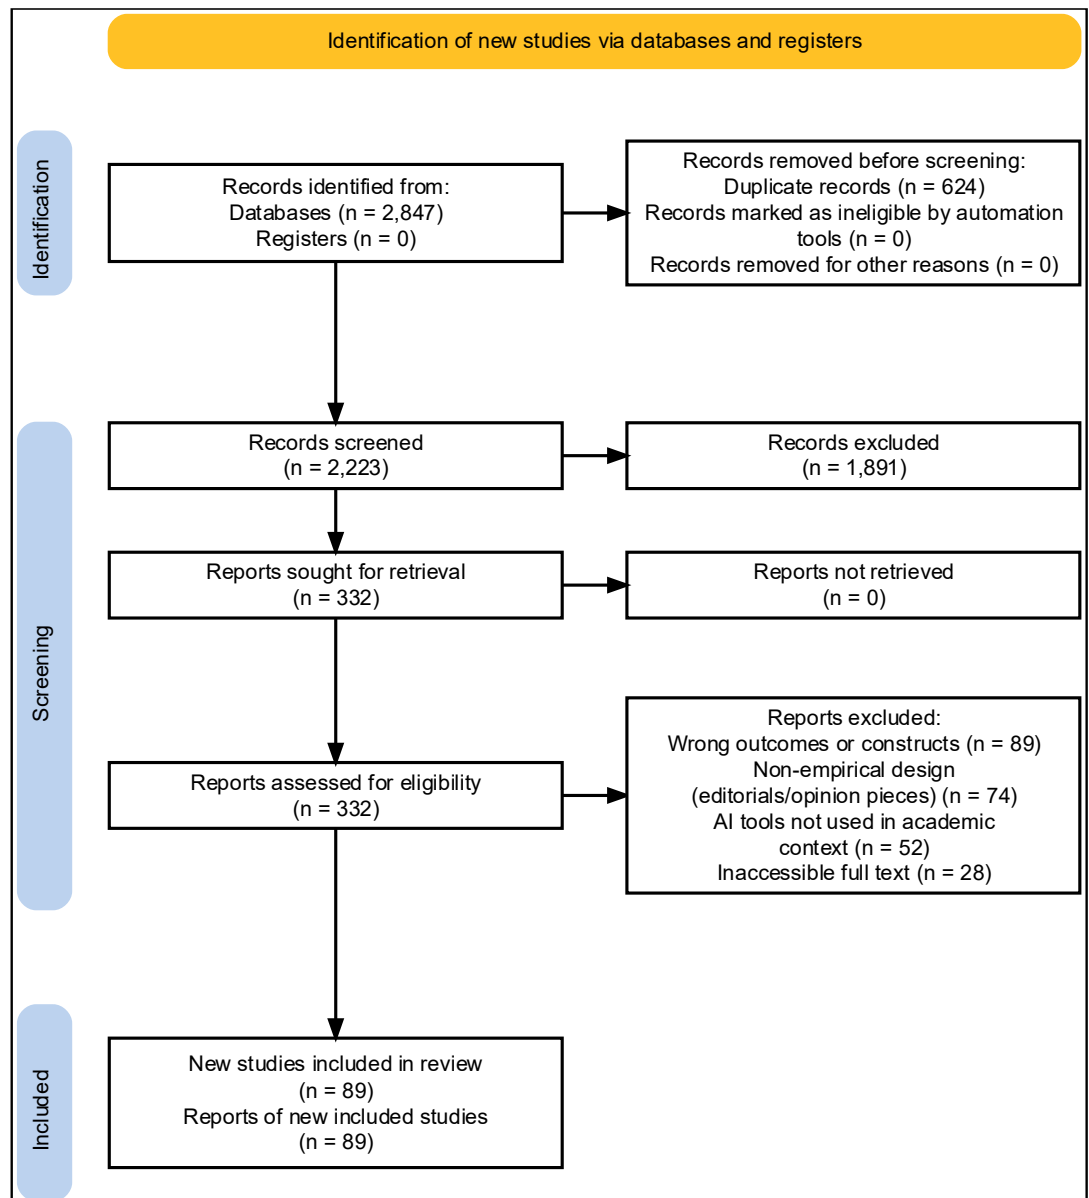 Identification of new studies via databases and registers
Identification
Records identified from:
Databases (n = 2,847)
Registers (n = 0)
Records removed before screening:
Duplicate records (n = 624)
Records marked as ineligible by automation
tools (n = 0)
Records removed for other reasons (n = 0)
Screening
Records screened
(n = 2,223)
Records excluded
(n = 1,891)
Reports sought for retrieval
(n = 332)
Reports not retrieved
(n = 0)
Reports assessed for eligibility
(n = 332)
Reports excluded:
Wrong outcomes or constructs (n = 89)
Non-empirical design
(editorials/opinion pieces) (n = 74)
AI tools not used in academic
context (n = 52)
Inaccessible full text (n = 28)
Included
New studies included in review
(n = 89)
Reports of new included studies
(n = 89)